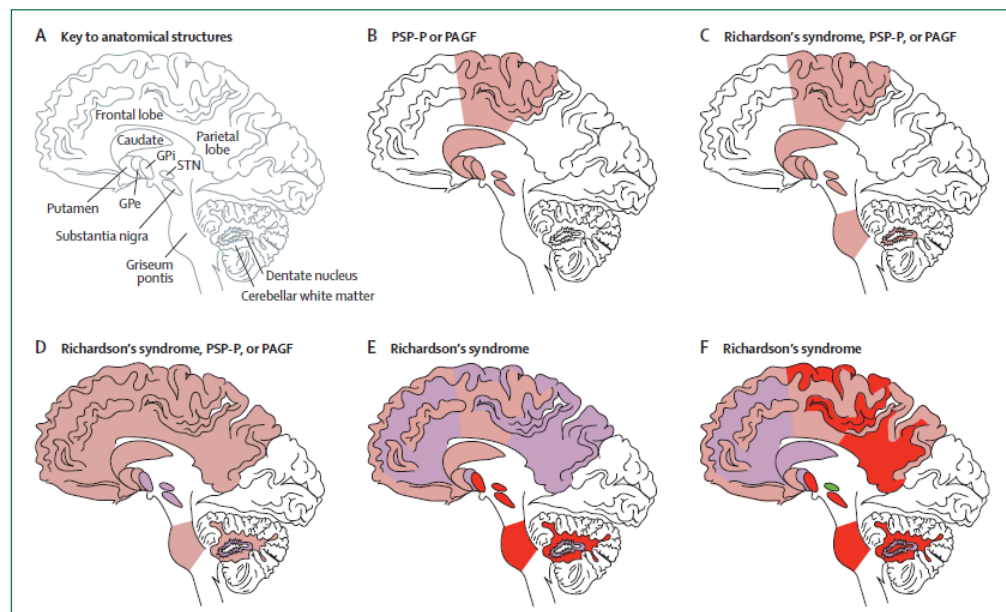 A Key to anatomical structures
Frontal lobe
Caudate
Parietal
lobe
GPi
STN
Putamen
GPe
Substantia nigra
Griseum
pontis
Dentate nucleus
Cerebellar white matter
B PSP-P or PAGF
C Richardson's syndrome, PSP-P, or PAGF
D Richardson's syndrome, PSP-P, or PAGF
E Richardson's syndrome
F Richardson's syndrome